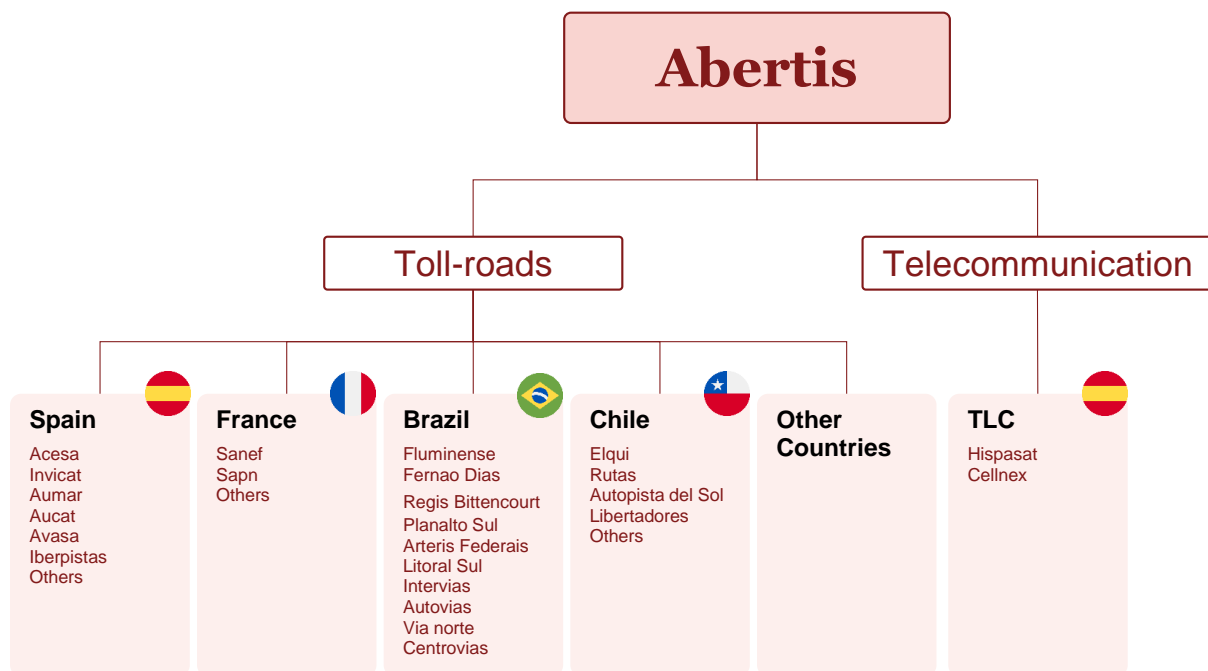 Abertis
Toll-roads
Telecommunication
Spain
Acesa
Invicat
Aumar
Aucat
Avasa
Iberpistas
Others
France
Sanef
Sapn
Others
Brazil
Fluminense
Fernao Dias
Regis Bittencourt
Planalto Sul
Arteris Federais
Litoral Sul
Intervias
Autovias
Via norte
Centrovias
Chile
Elqui
Rutas
Autopista del Sol
Libertadores
Others
Other
Countries
TLC
Hispasat
Cellnex